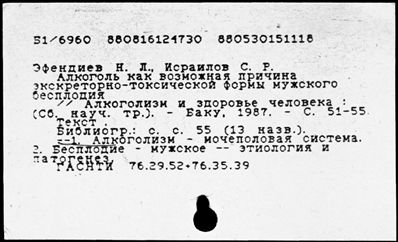 Б1/6960 880816124730 880530151118
Эфендиев Н. Л., Исраилов С. Р.
Алкоголь как возможная причина
экскреторно-токсической формы мужского
бесплодия
// Алкоголизм и здоровье человека :
(Сб. науч. тр.). - Баку, 1987. - С. 51-55
Текст .
Библиогр.: с. с. 55 (13 назв.).
--1. Алкоголизм - мочеполовая система.
2. Бесплодие - мужское -- этиология и
патогенез
ГАСНТИ 76.29.52+76.35.39